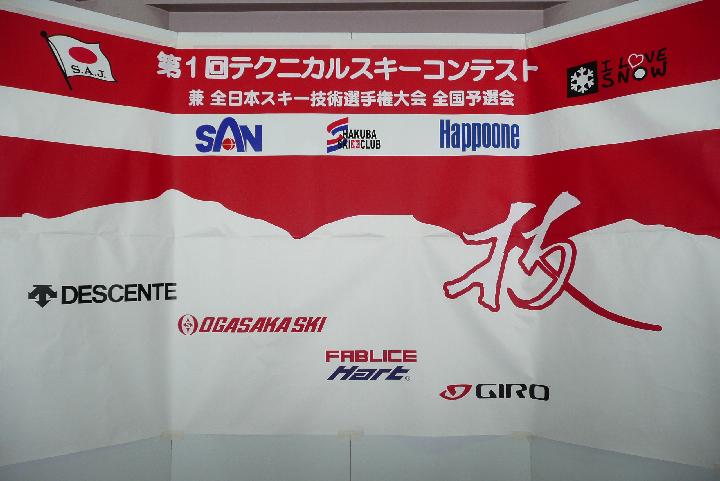 S.A.J.
第1回テクニカルスキーコンテスト
I LOVE
SNOW
兼 全日本スキー技術選手権大会 全国予選会
SAN
HAKUBA
SKI CLUB
Happoone
技
DESCENTE
OGASAKA SKI
FABLICE
Hart
GIRO